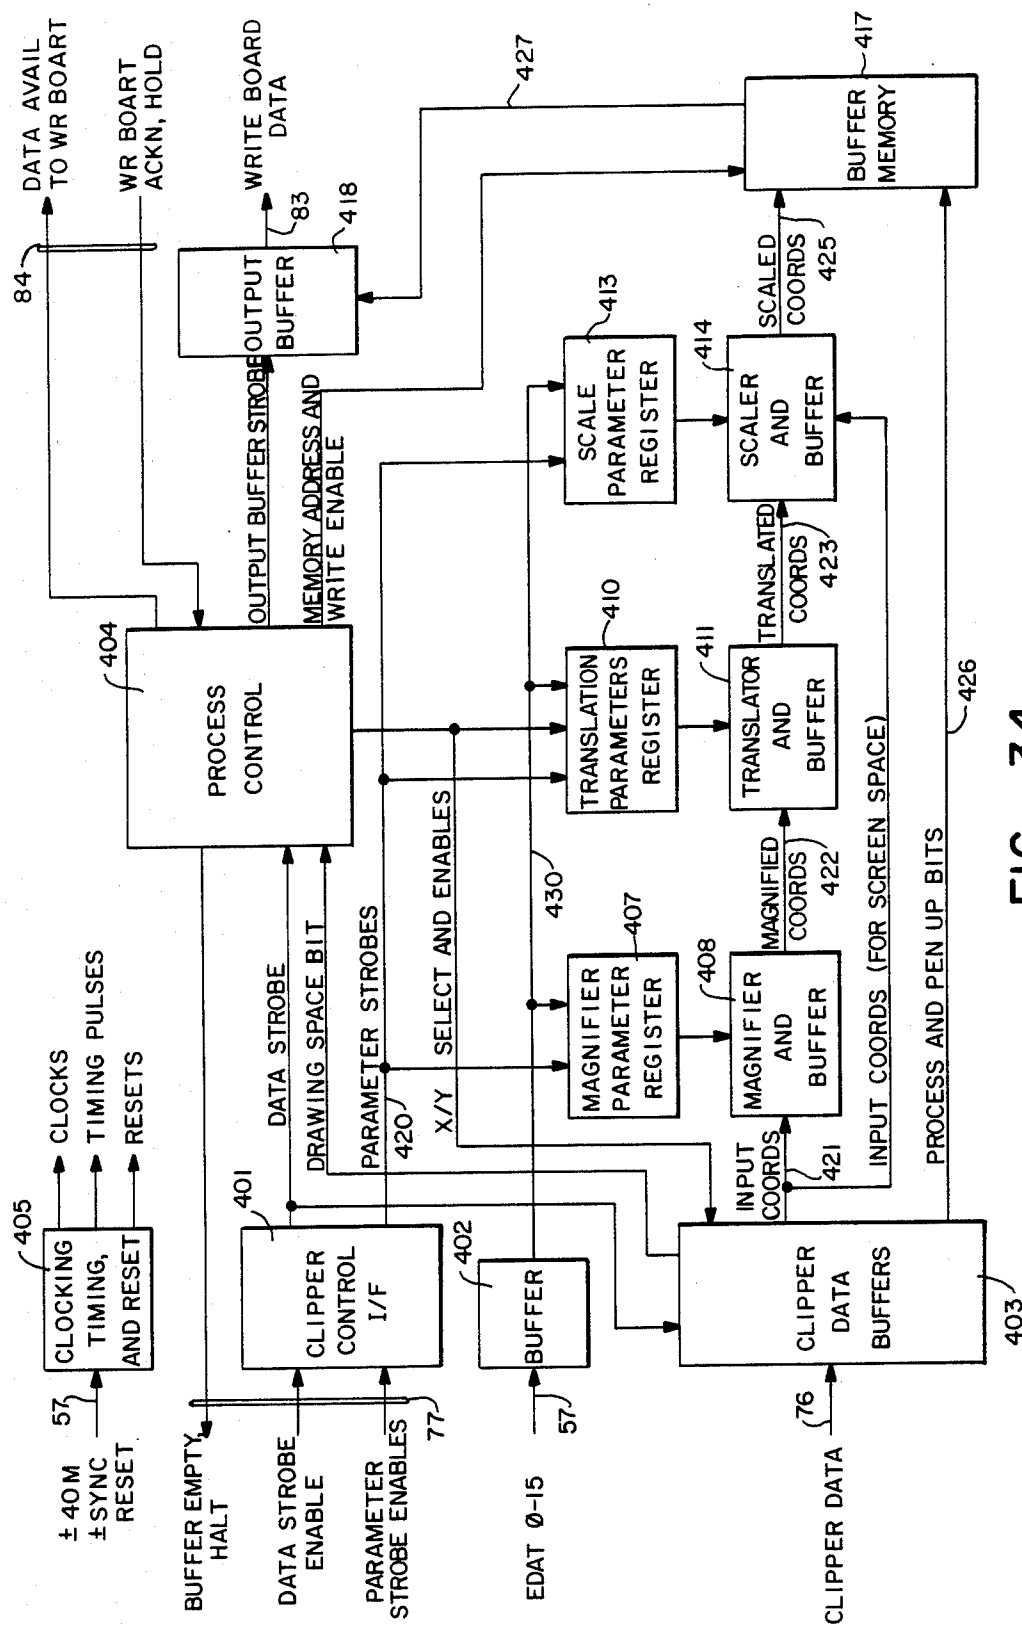 ± 40M
± SYNC
RESET
57
405
CLOCKING
TIMING,
AND RESET
CLOCKS
TIMING PULSES
RESETS
84
DATA AVAIL
TO WR BOART
WR BOART
ACKN, HOLD
404
PROCESS
CONTROL
BUFFER EMPTY,
HALT
DATA STROBE
ENABLE
PARAMETER
STROBE ENABLES
77
401
CLIPPER
CONTROL
I/F
DATA STROBE
DRAWING SPACE BIT
PARAMETER STROBES
420
X/Y SELECT AND ENABLES
OUTPUT BUFFER STROBE
MEMORY ADDRESS AND
WRITE ENABLE
OUTPUT
BUFFER
418
83
WRITE BOARD
DATA
427
EDAT 0-15
57
402
BUFFER
430
407
MAGNIFIER
PARAMETER
REGISTER
410
TRANSLATION
PARAMETERS
REGISTER
413
SCALE
PARAMETER
REGISTER
CLIPPER DATA
76
CLIPPER
DATA
BUFFERS
403
INPUT
COORDS
421
408
MAGNIFIER
AND
BUFFER
MAGNIFIED
COORDS
422
411
TRANSLATOR
AND
BUFFER
TRANSLATED
COORDS
423
414
SCALER
AND
BUFFER
SCALED
COORDS
425
417
BUFFER
MEMORY
INPUT COORDS (FOR SCREEN SPACE)
PROCESS AND PEN UP BITS
426
FIG